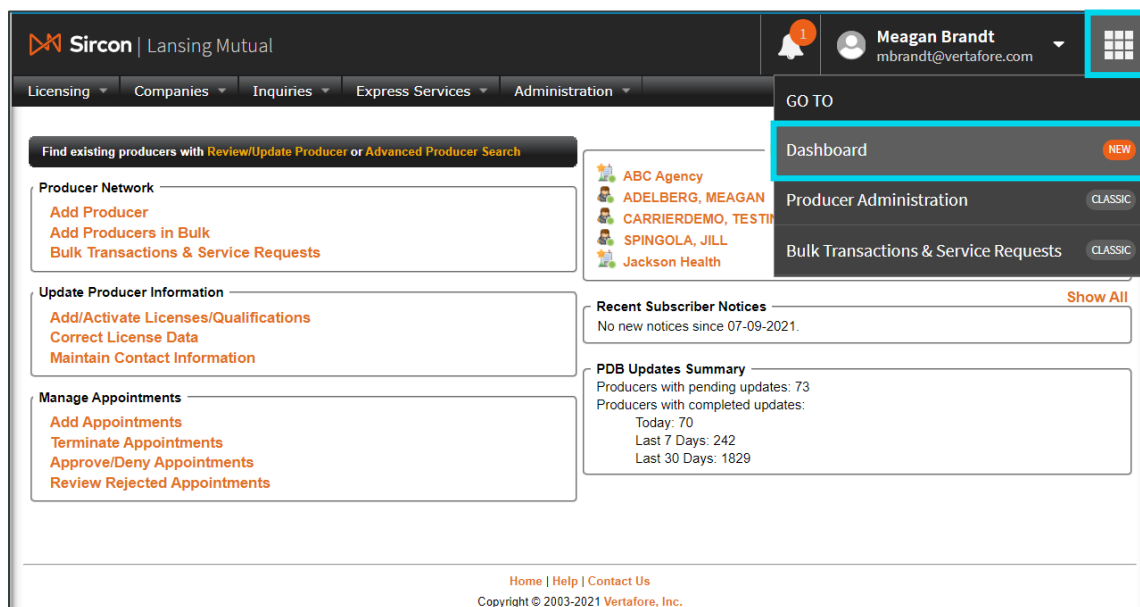 Sircon | Lansing Mutual
1
Meagan Brandt
mbrandt@vertafore.com
Licensing Companies Inquiries Express Services Administration
GO TO
Dashboard NEW
Producer Administration CLASSIC
Bulk Transactions & Service Requests CLASSIC
Find existing producers with Review/Update Producer or Advanced Producer Search
Producer Network
Add Producer
Add Producers in Bulk
Bulk Transactions & Service Requests
Update Producer Information
Add/Activate Licenses/Qualifications
Correct License Data
Maintain Contact Information
Manage Appointments
Add Appointments
Terminate Appointments
Approve/Deny Appointments
Review Rejected Appointments
ABC Agency
ADELBERG, MEAGAN
CARRIERDEMO, TESTIN
SPINGOLA, JILL
Jackson Health
Show All
Recent Subscriber Notices
No new notices since 07-09-2021.
PDB Updates Summary
Producers with pending updates: 73
Producers with completed updates:
Today: 70
Last 7 Days: 242
Last 30 Days: 1829
Home | Help | Contact Us
Copyright © 2003-2021 Vertafore, Inc.